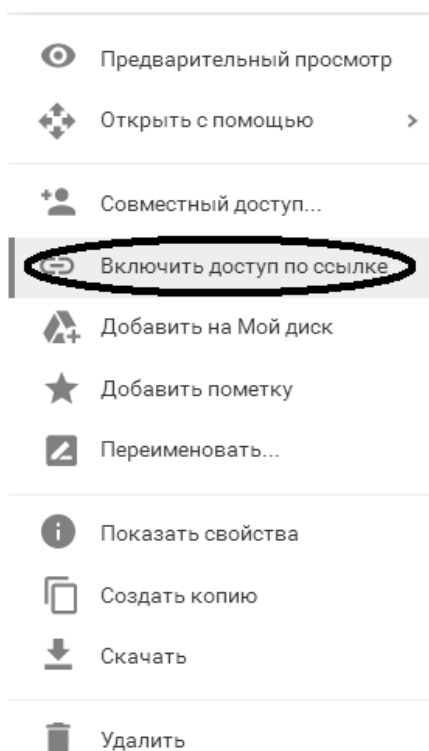 Предварительный просмотр
Открыть с помощью
Совместный доступ...
Включить доступ по ссылке
Добавить на Мой диск
Добавить пометку
Переименовать...
Показать свойства
Создать копию
Скачать
Удалить